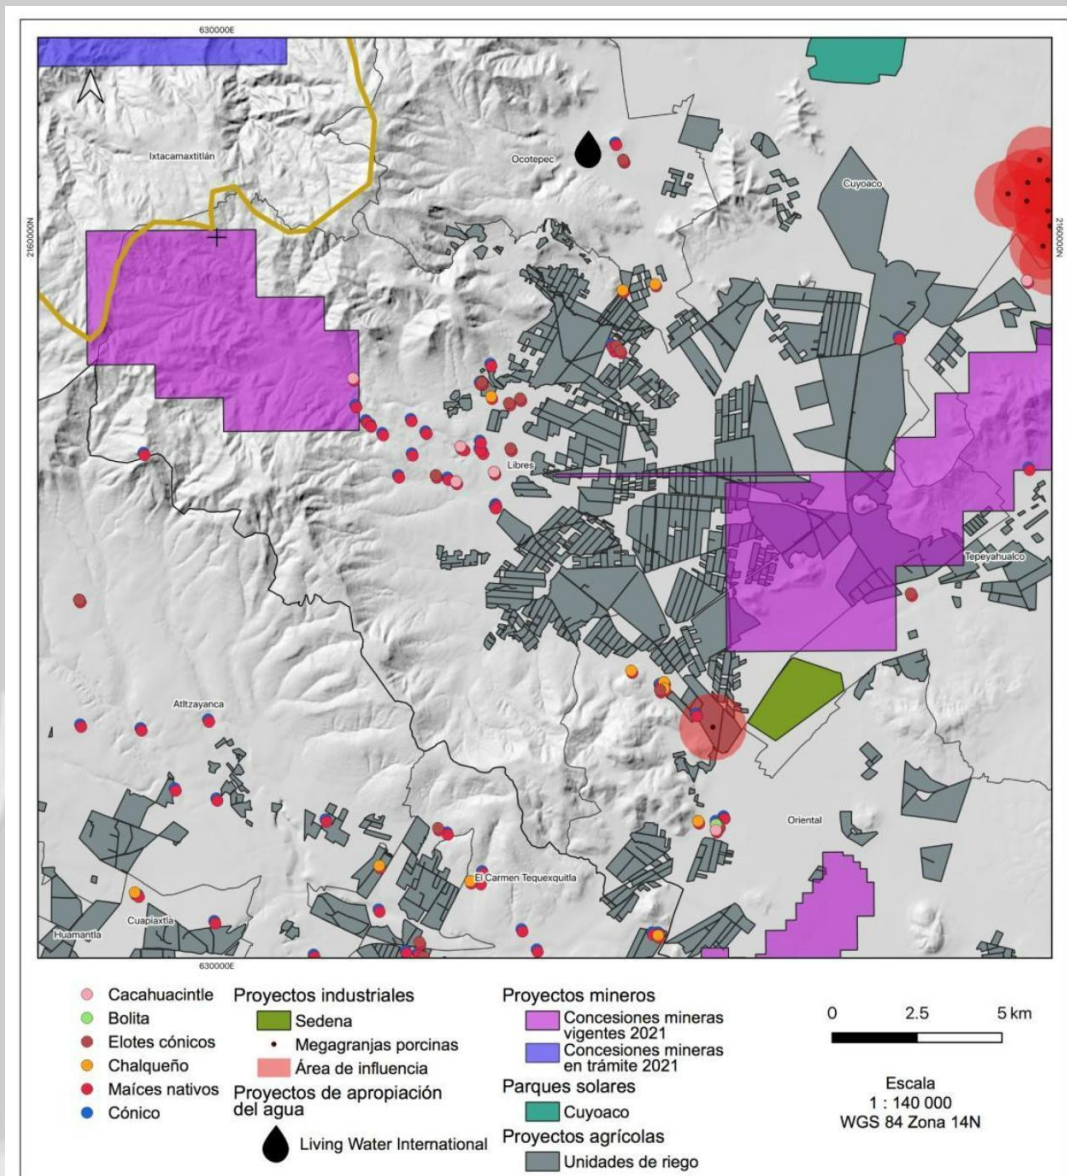 630000E
Ixtacamaxtitlán
Ocotepec
Cuyoaco
2160000N
2160000N
Libres
Tepeyahualco
Atltzayanca
Oriental
El Carmen Tequexquitla
Cuapiaxtla
Huamantla
630000E
Cacahuacintle
Bolita
Elotes cónicos
Chalqueño
Maíces nativos
Cónico
Proyectos industriales
Sedena
Megagranjas porcinas
Área de influencia
Proyectos de apropiación
del agua
Living Water International
Proyectos mineros
Concesiones mineras
vigentes 2021
Concesiones mineras
en trámite 2021
Parques solares
Cuyoaco
Proyectos agrícolas
Unidades de riego
0 2.5 5 km
Escala
1 : 140 000
WGS 84 Zona 14N